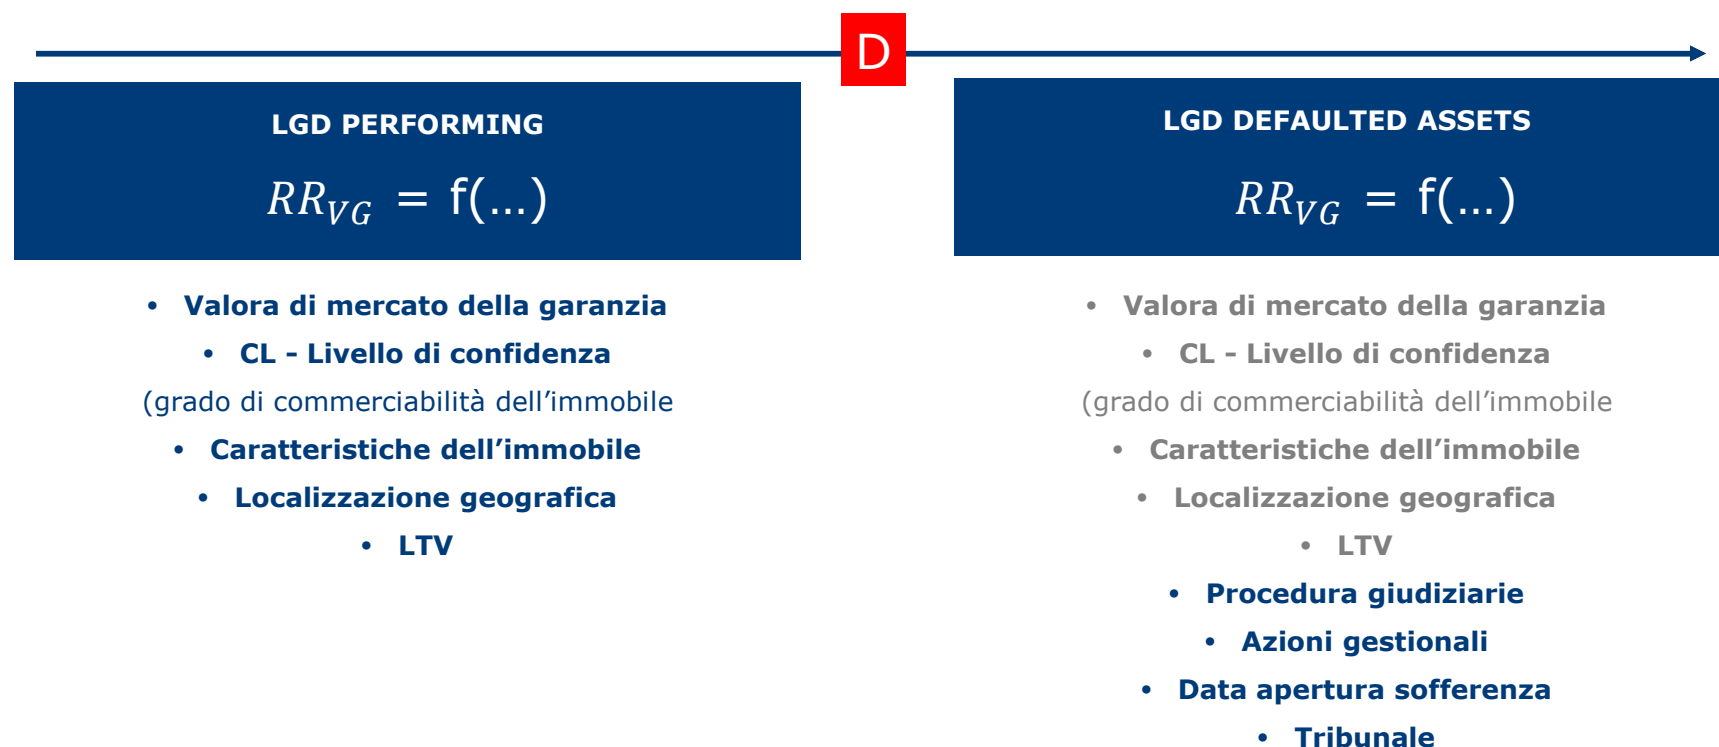 D
LGD PERFORMING
RR_VG = f(...)
• Valora di mercato della garanzia
• CL - Livello di confidenza
(grado di commerciabilità dell’immobile
• Caratteristiche dell’immobile
• Localizzazione geografica
• LTV
LGD DEFAULTED ASSETS
RR_VG = f(...)
• Valora di mercato della garanzia
• CL - Livello di confidenza
(grado di commerciabilità dell’immobile
• Caratteristiche dell’immobile
• Localizzazione geografica
• LTV
• Procedura giudiziarie
• Azioni gestionali
• Data apertura sofferenza
• Tribunale